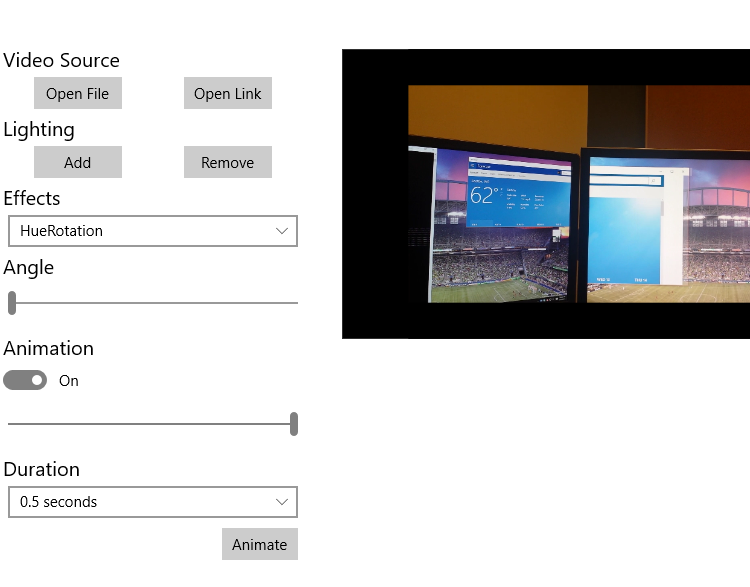 Video Source
Open File
Open Link
Lighting
Add
Remove
Effects
HueRotation
Angle
Animation
On
Duration
0.5 seconds
Animate
62°